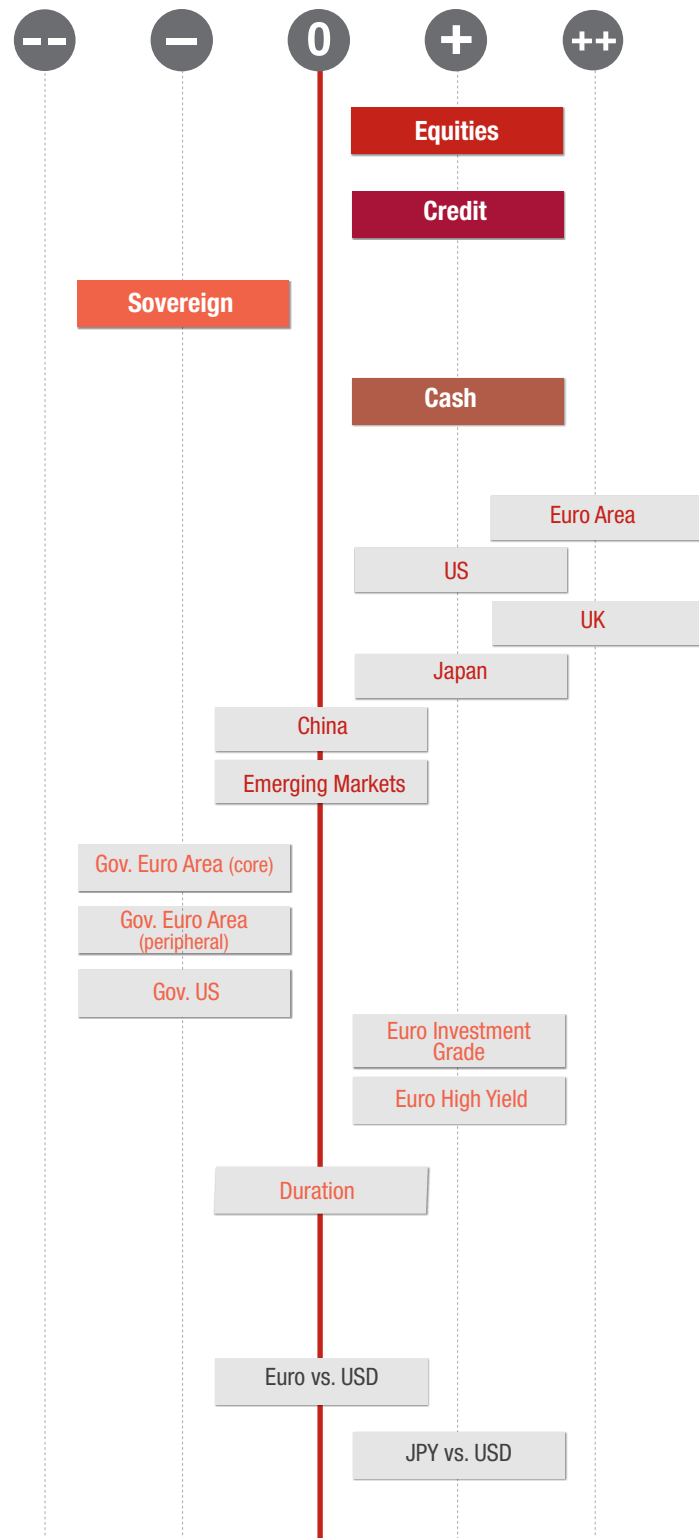 -- – 0 + ++
Equities
Credit
Sovereign
Cash
Euro Area
US
UK
Japan
China
Emerging Markets
Gov. Euro Area (core)
Gov. Euro Area
(peripheral)
Gov. US
Euro Investment
Grade
Euro High Yield
Duration
Euro vs. USD
JPY vs. USD